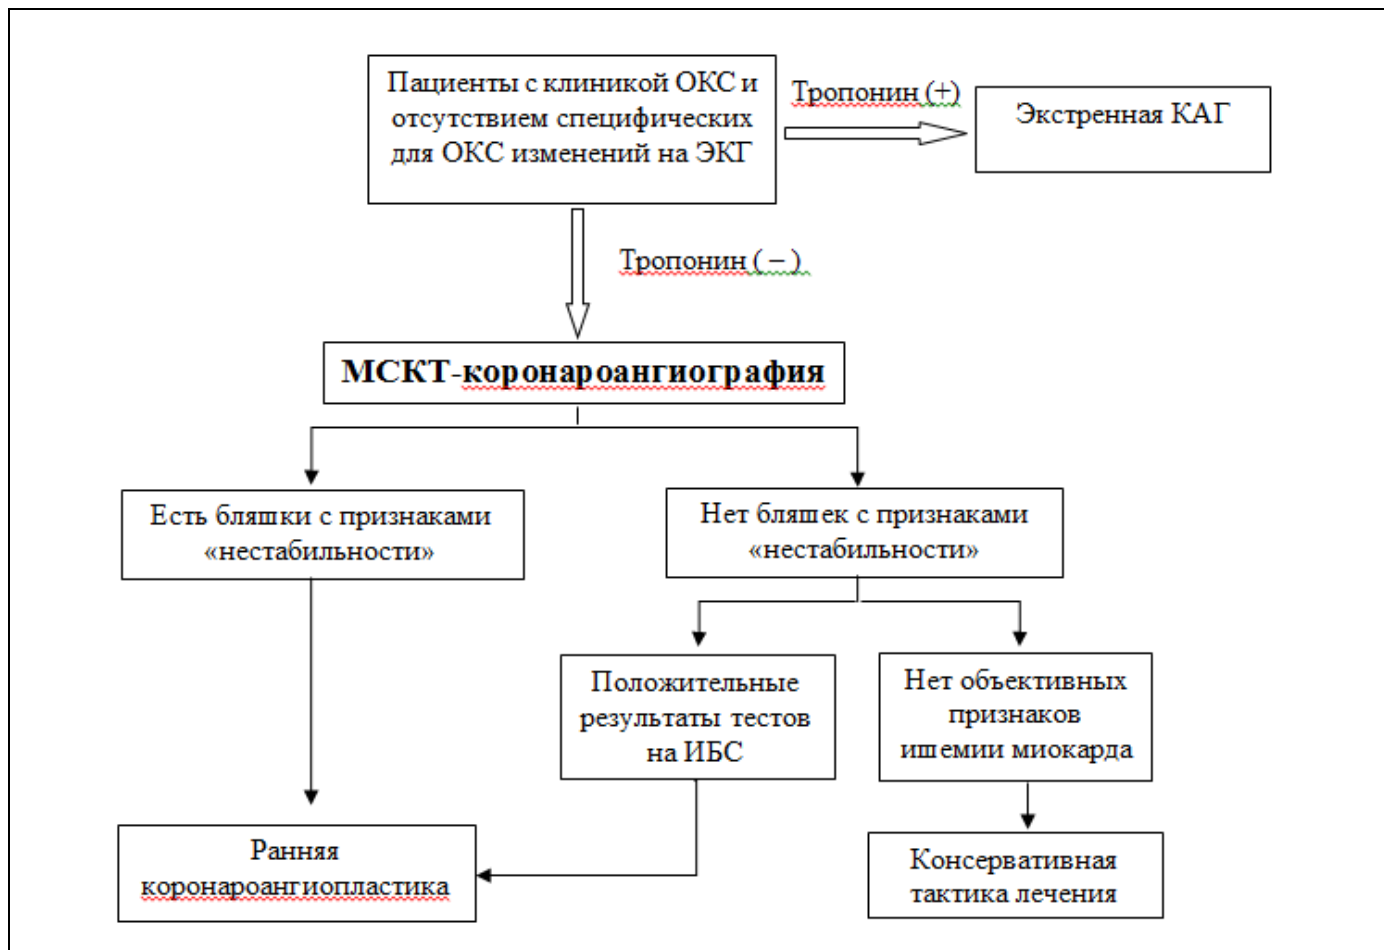 Пациенты с клиникой ОКС и
отсутствием специфических
для ОКС изменений на ЭКГ
Тропонин (+)
Экстренная КАГ
Тропонин ( – )
МСКТ-коронароангиография
Есть бляшки с признаками
«нестабильности»
Нет бляшек с признаками
«нестабильности»
Положительные
результаты тестов
на ИБС
Нет объективных
признаков
ишемии миокарда
Ранняя
коронароангиопластика
Консервативная
тактика лечения